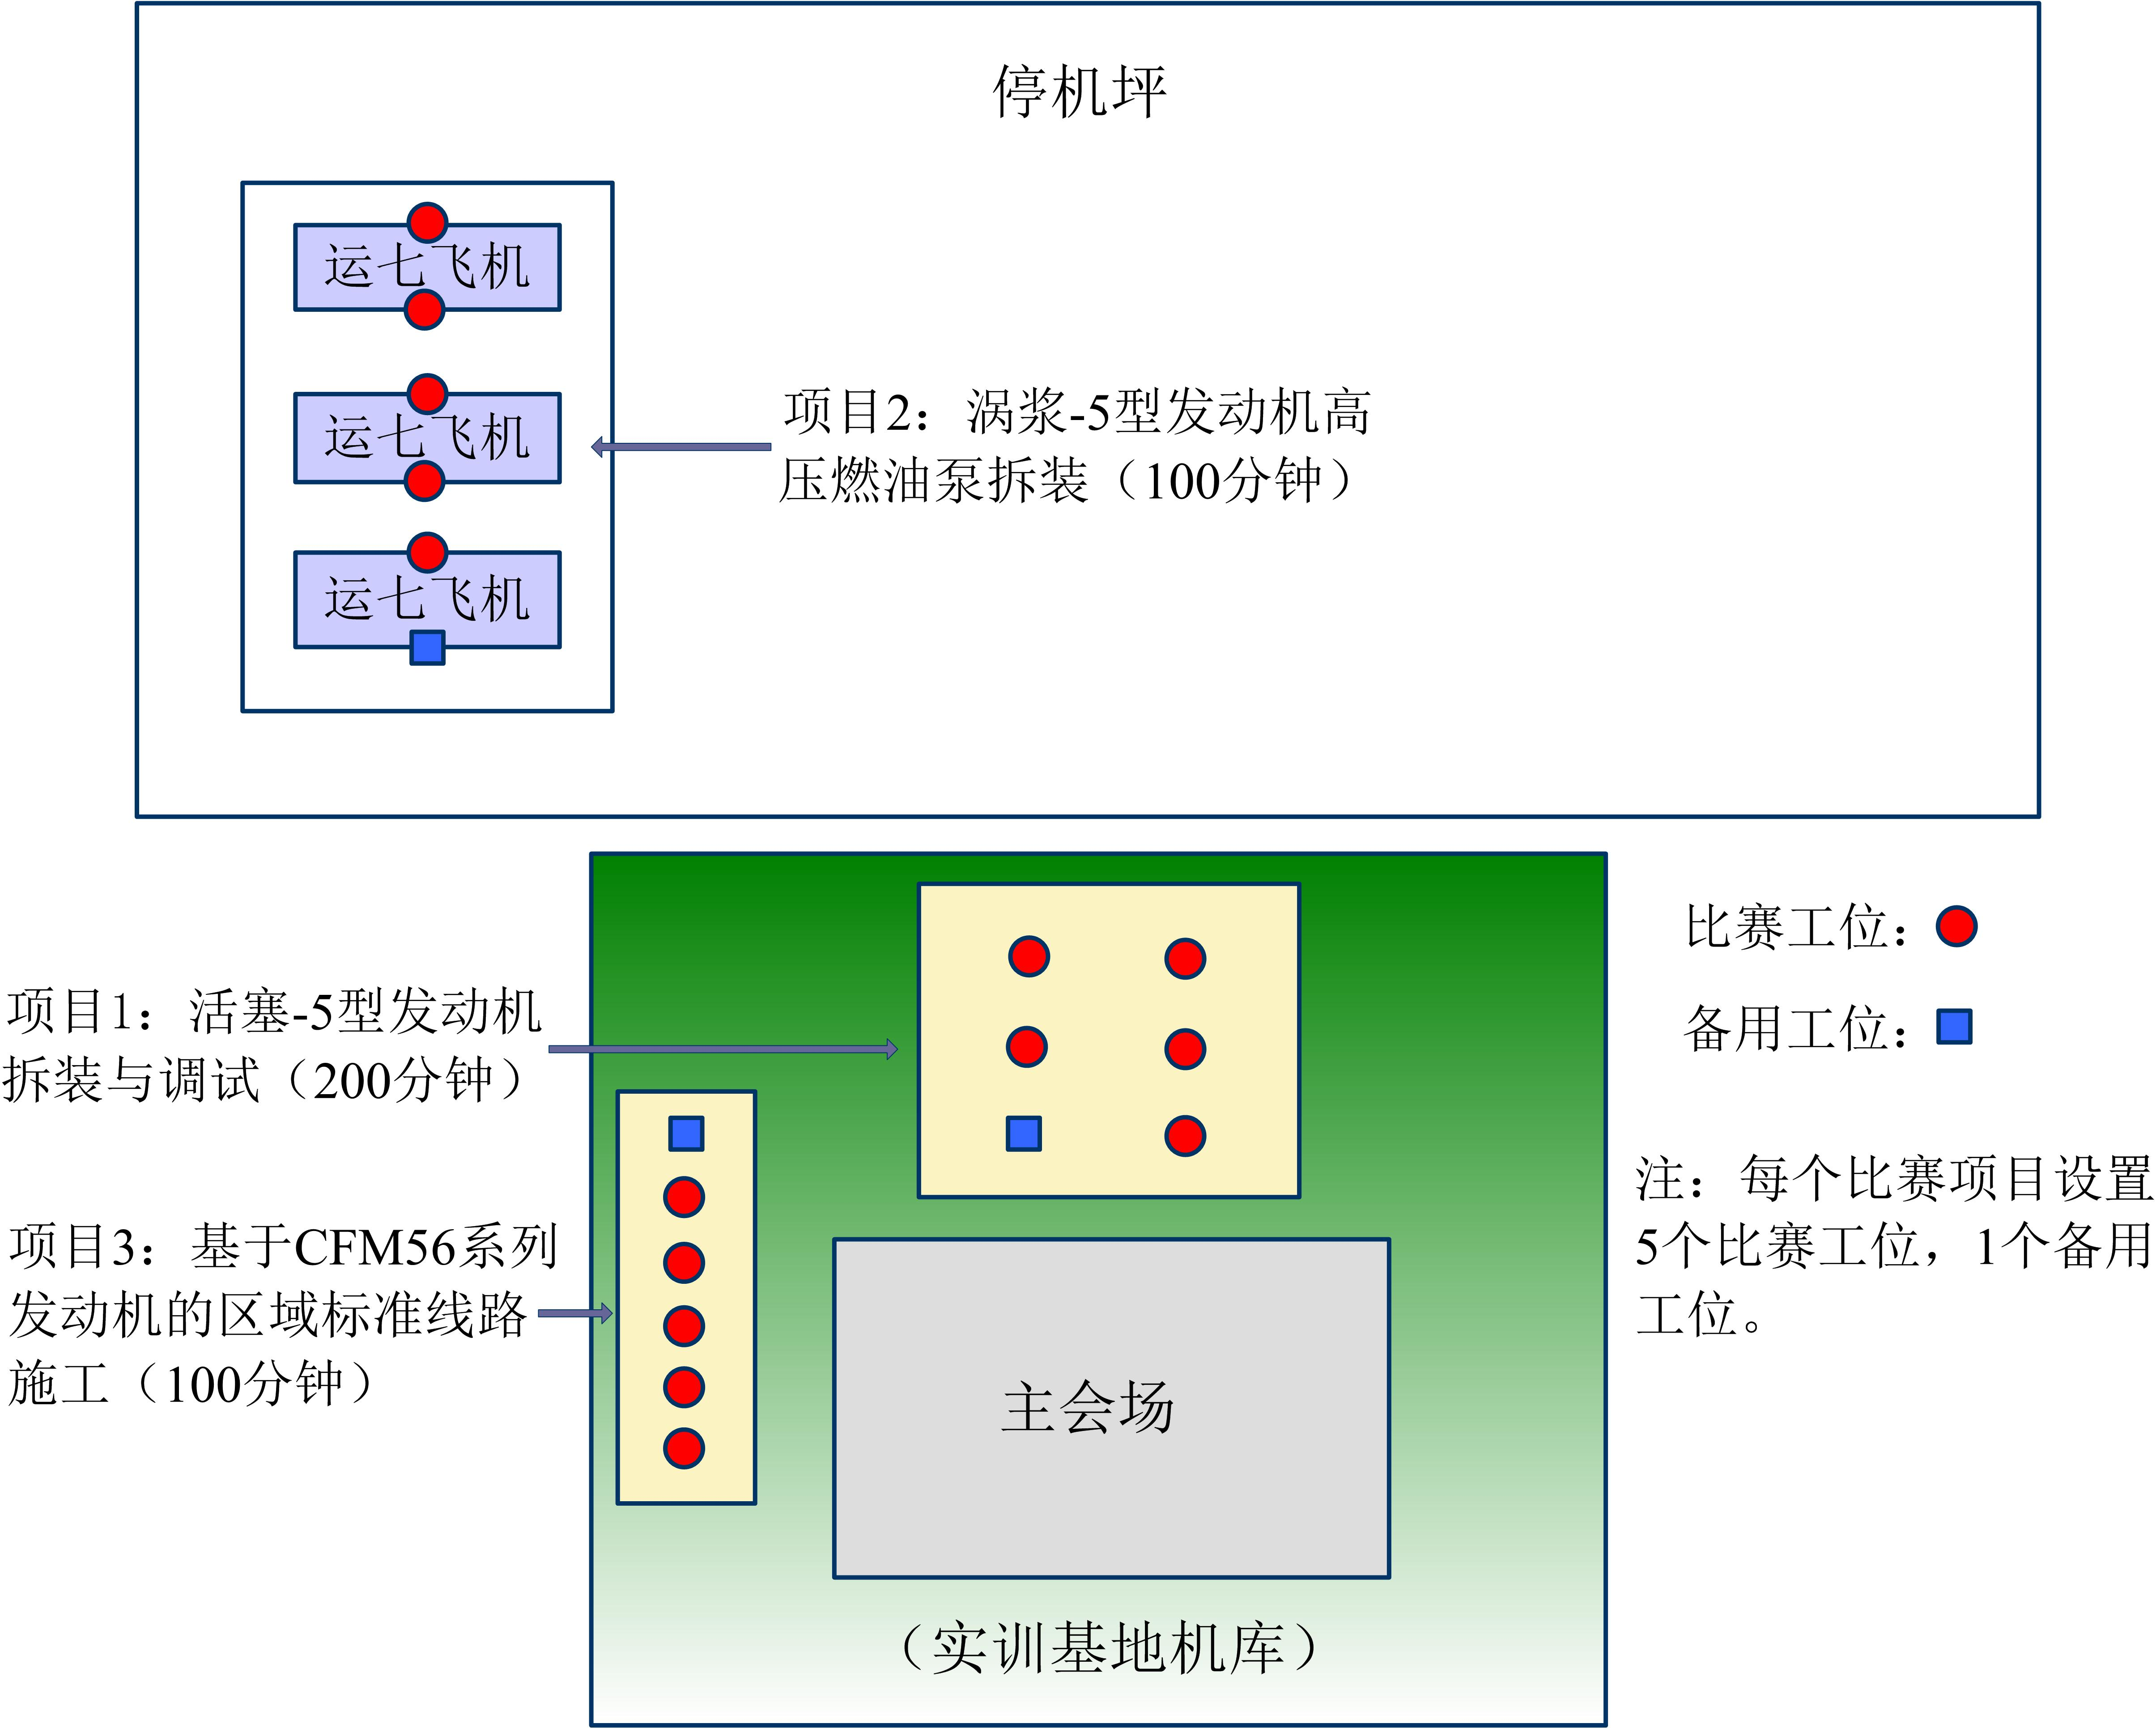 停机坪
运七飞机
运七飞机
运七飞机
项目2：涡浆-5型发动机高
压燃油泵拆装（100分钟）
项目1：活塞-5型发动机
拆装与调试（200分钟）
项目3：基于CFM56系列
发动机的区域标准线路
施工（100分钟）
主会场
（实训基地机库）
比赛工位：
备用工位：
注：每个比赛项目设置
5个比赛工位，1个备用
工位。